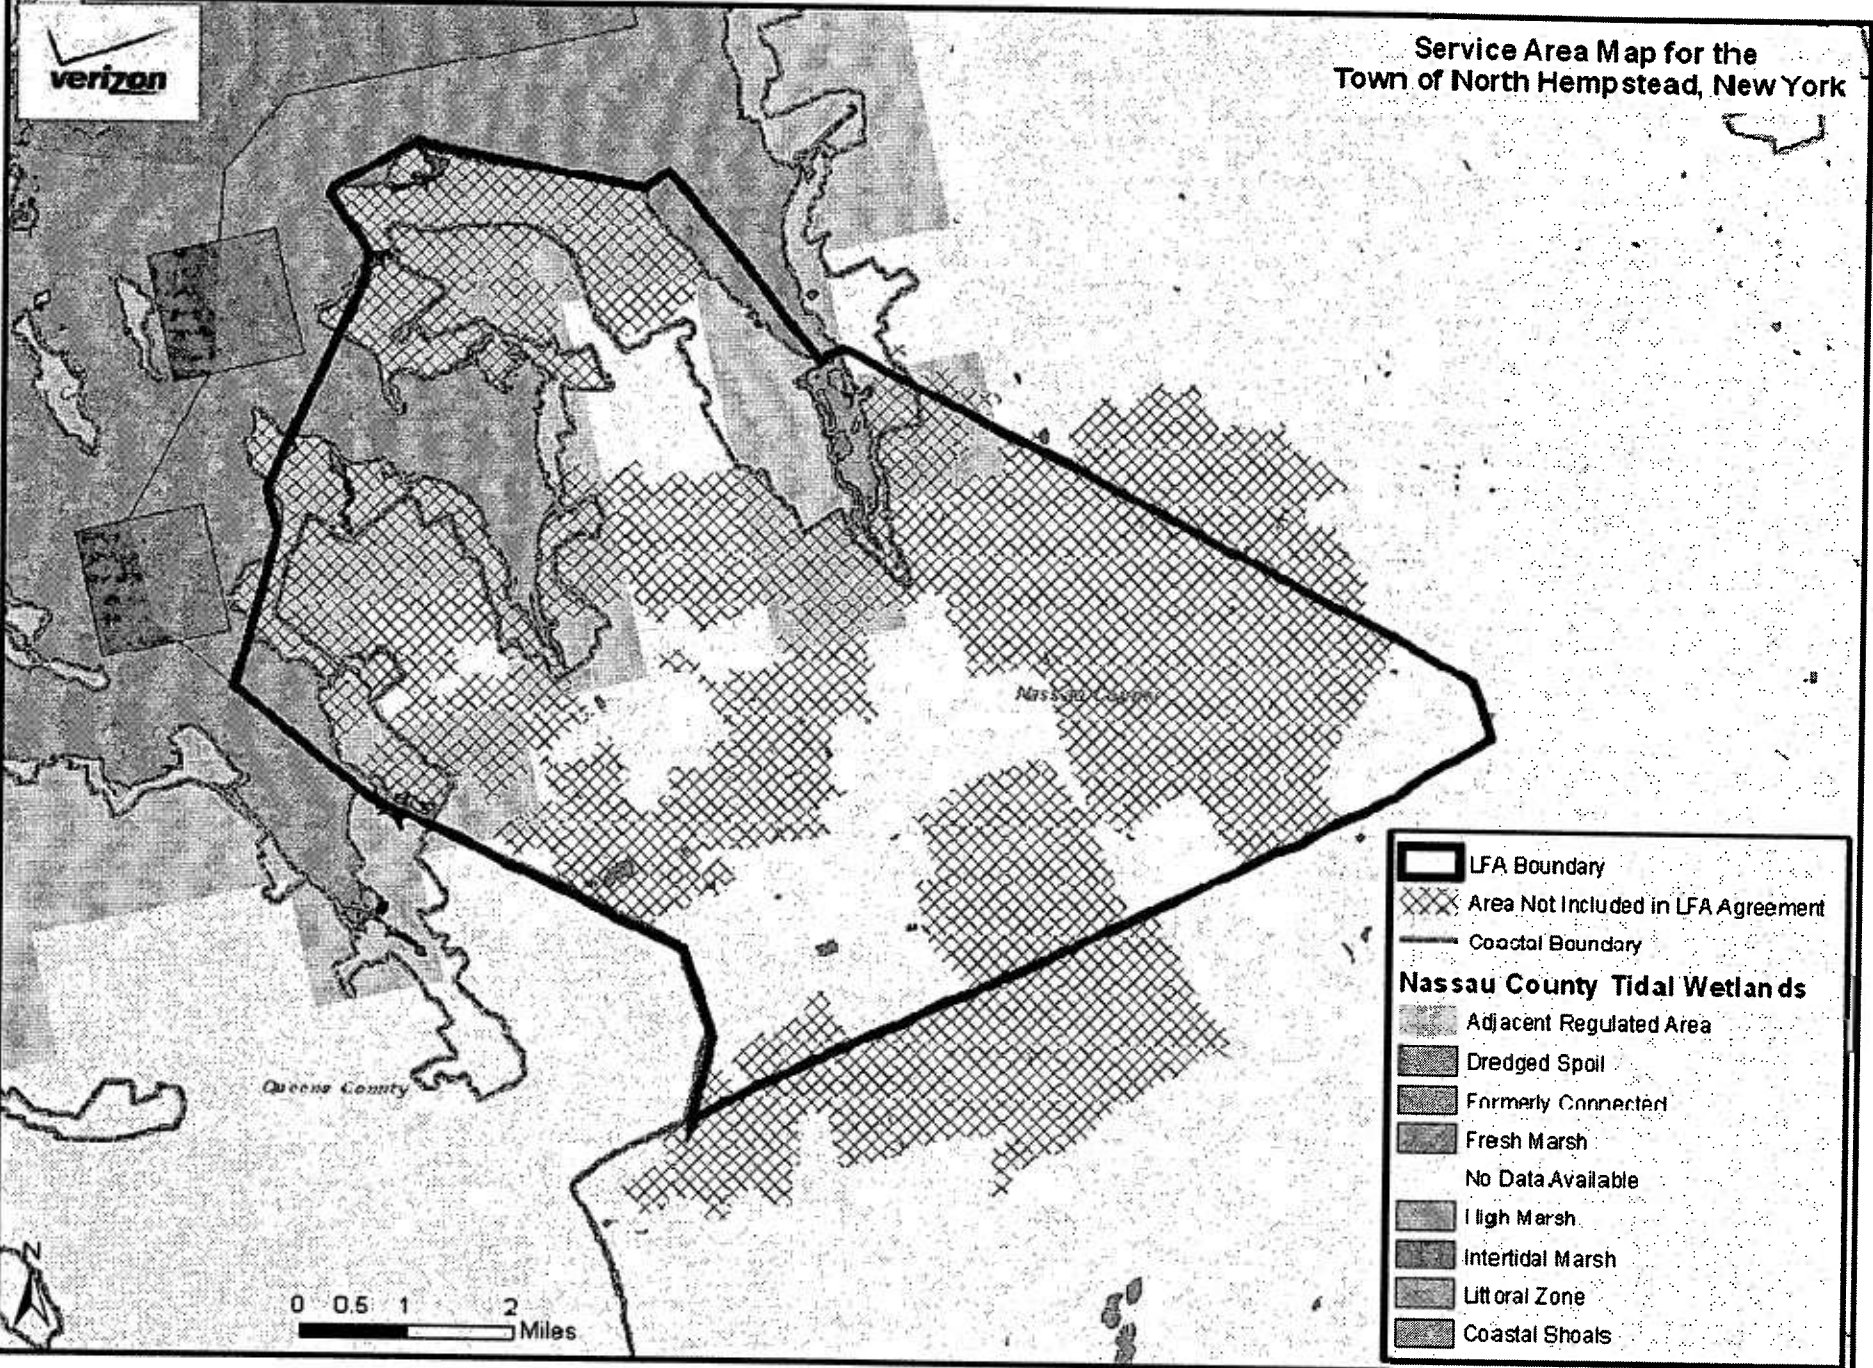 verizon
Service Area Map for the
Town of North Hempstead, New York
Nassau County
LFA Boundary
Area Not Included in LFA Agreement
Coastal Boundary
Nassau County Tidal Wetlands
Adjacent Regulated Area
Dredged Spoil
Formerly Connected
Fresh Marsh
No Data Available
High Marsh
Intertidal Marsh
Littoral Zone
Coastal Shoals
Queens County
N
0 0.5 1 2
Miles